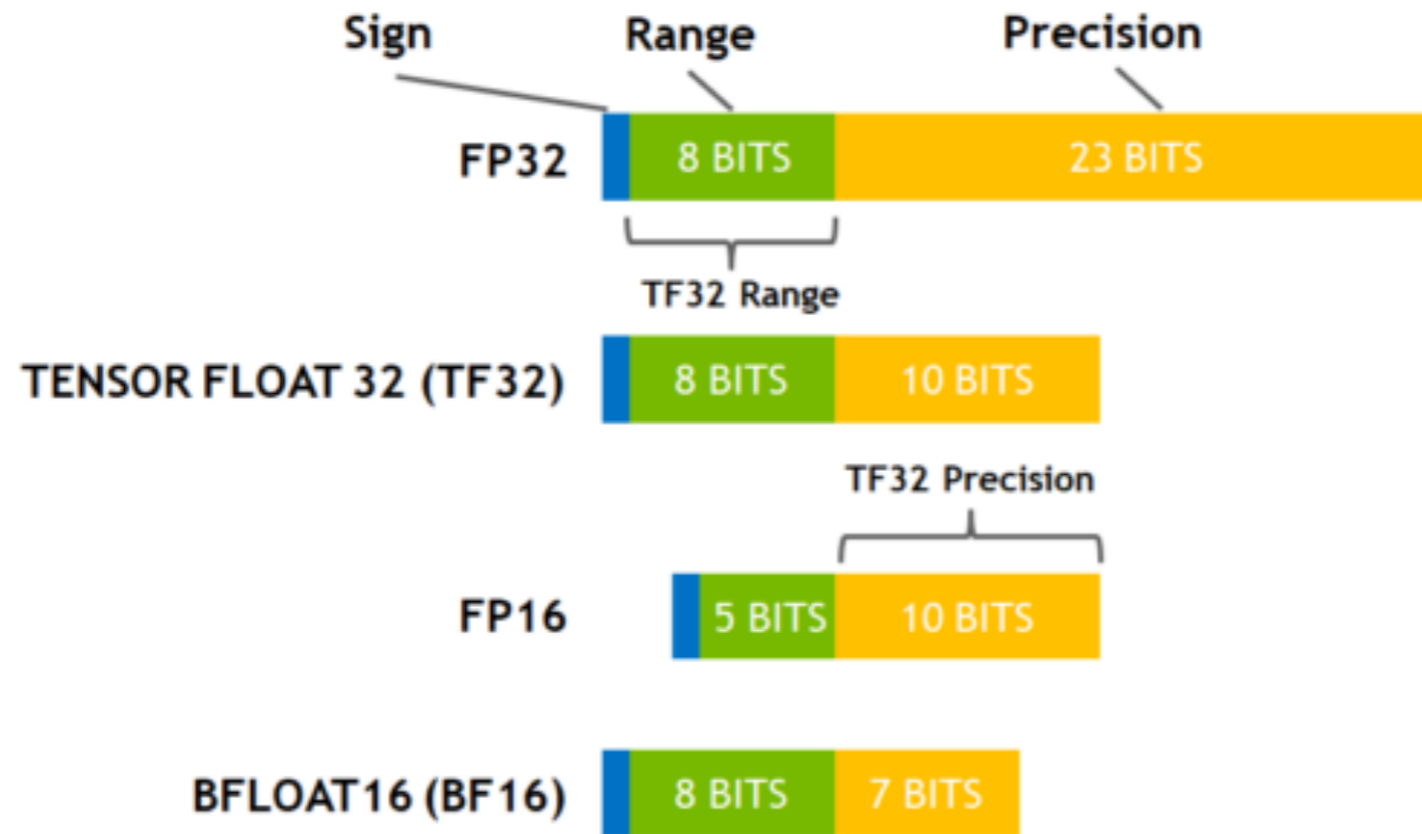 Sign Range Precision
FP32 8 BITS 23 BITS
TF32 Range
TENSOR FLOAT 32 (TF32) 8 BITS 10 BITS
TF32 Precision
FP16 5 BITS 10 BITS
BFLOAT16 (BF16) 8 BITS 7 BITS